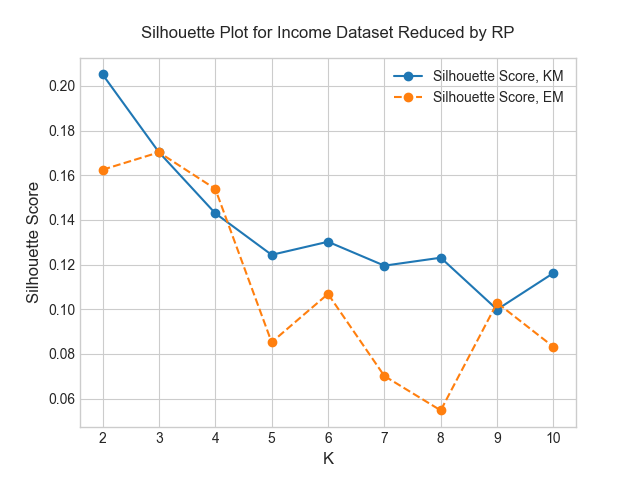 Silhouette Plot for Income Dataset Reduced by RP
Silhouette Score, KM
Silhouette Score, EM
Silhouette Score
0.20
0.18
0.16
0.14
0.12
0.10
0.08
0.06
2 3 4 5 6 7 8 9 10
K